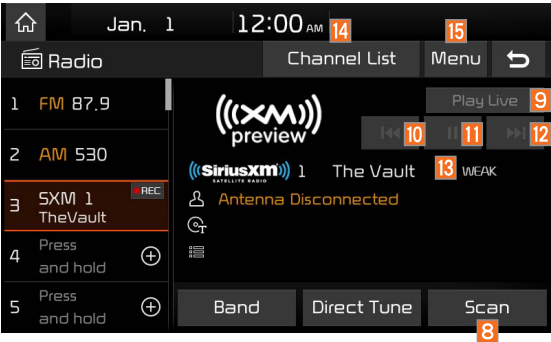 Jan. 1 12:00 AM 14 15
Radio Channel List Menu
1 FM 87.9
Play Live 9
((XM))
preview
10 11 12
2 AM 530
((SiriusXM)) 1 The Vault 13 WEAK
SATELLITE RADIO
3 SXM 1 REC
TheVault
Antenna Disconnected
4 Press
and hold
5 Press
and hold
Band Direct Tune Scan
8